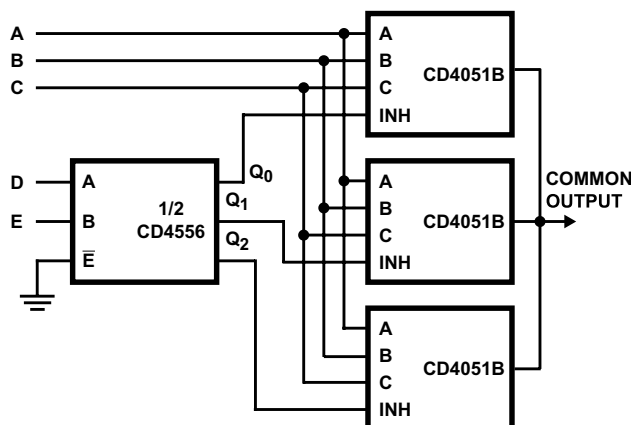 A
B
C
D
E
A
B
E̅
1/2
CD4556
Q0
Q1
Q2
A
B
C
INH
CD4051B
A
B
C
INH
CD4051B
A
B
C
INH
CD4051B
COMMON
OUTPUT